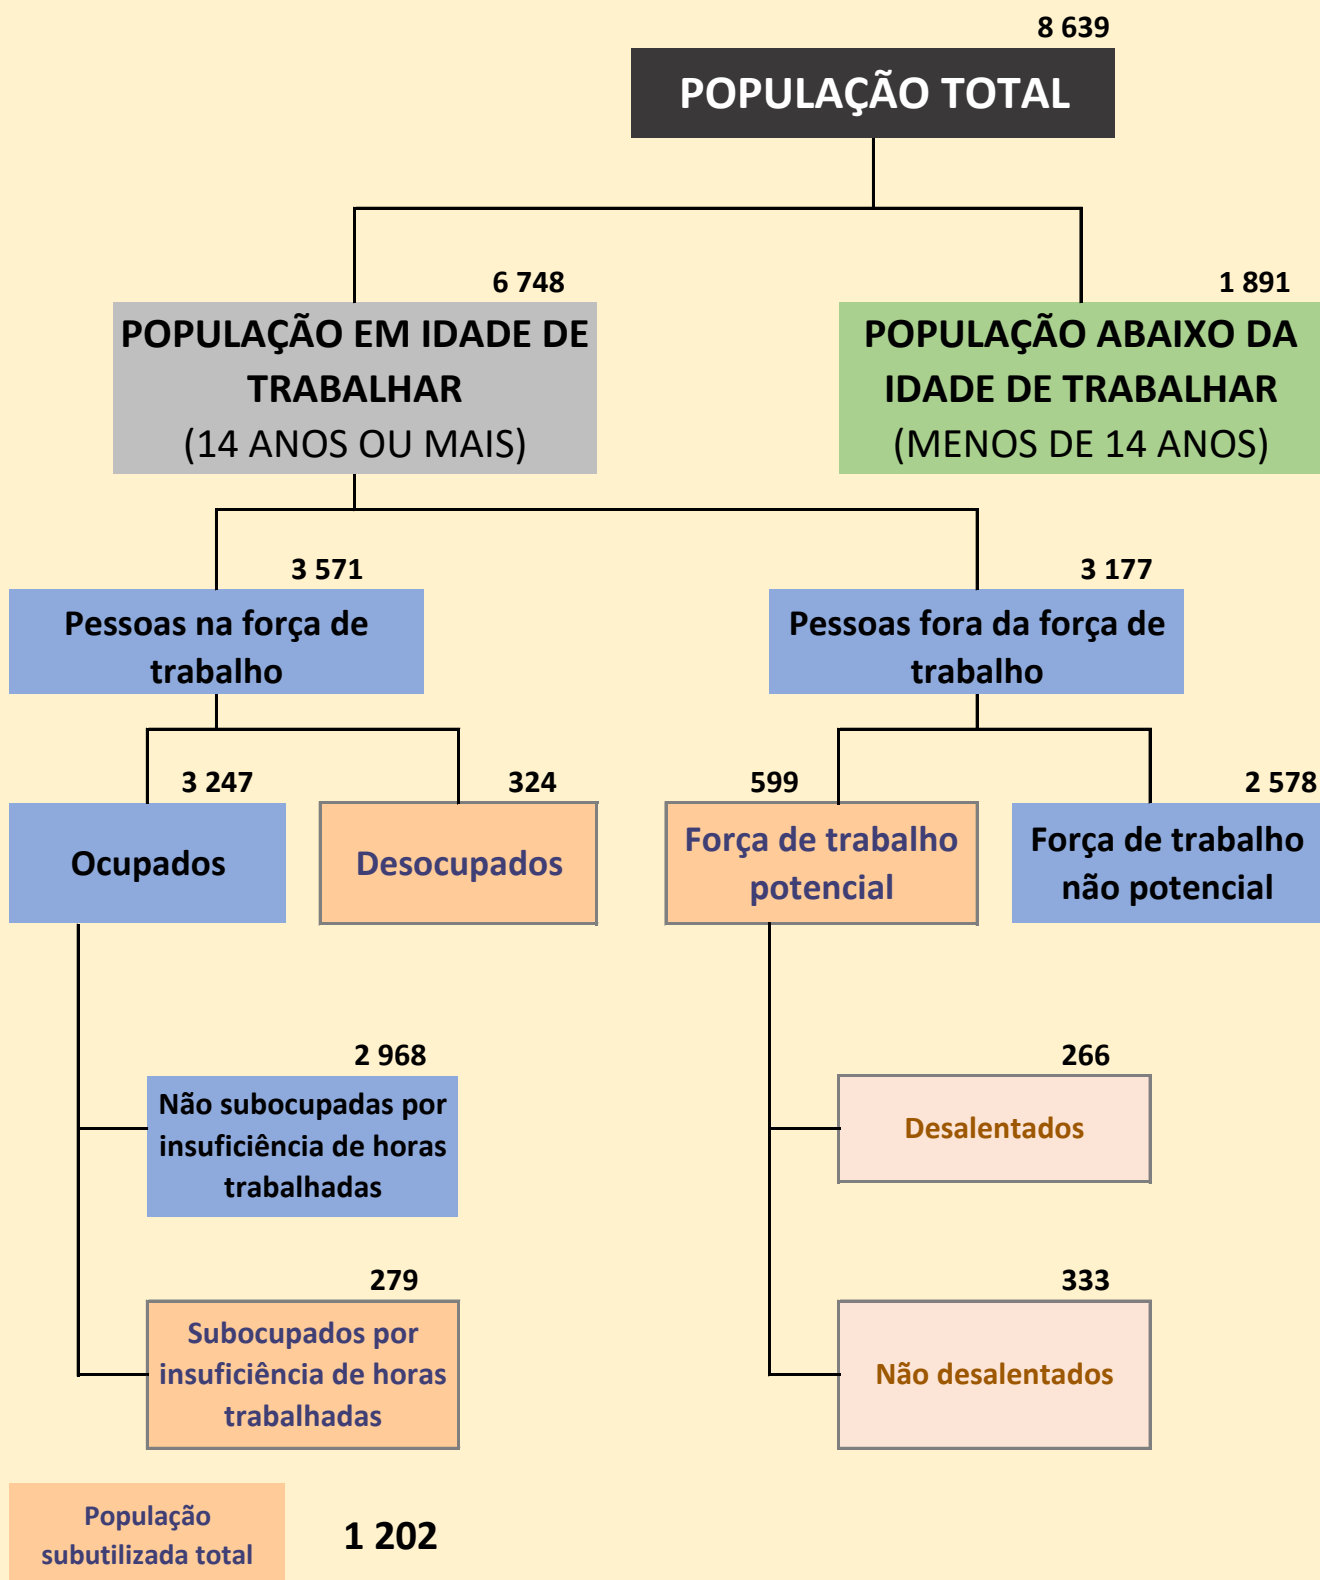 8 639
POPULAÇÃO TOTAL
6 748
POPULAÇÃO EM IDADE DE
TRABALHAR
(14 ANOS OU MAIS)
1 891
POPULAÇÃO ABAIXO DA
IDADE DE TRABALHAR
(MENOS DE 14 ANOS)
3 571
Pessoas na força de
trabalho
3 177
Pessoas fora da força de
trabalho
3 247
Ocupados
324
Desocupados
599
Força de trabalho
potencial
2 578
Força de trabalho
não potencial
2 968
Não subocupadas por
insuficiência de horas
trabalhadas
266
Desalentados
279
Subocupados por
insuficiência de horas
trabalhadas
333
Não desalentados
População
subutilizada total
1 202